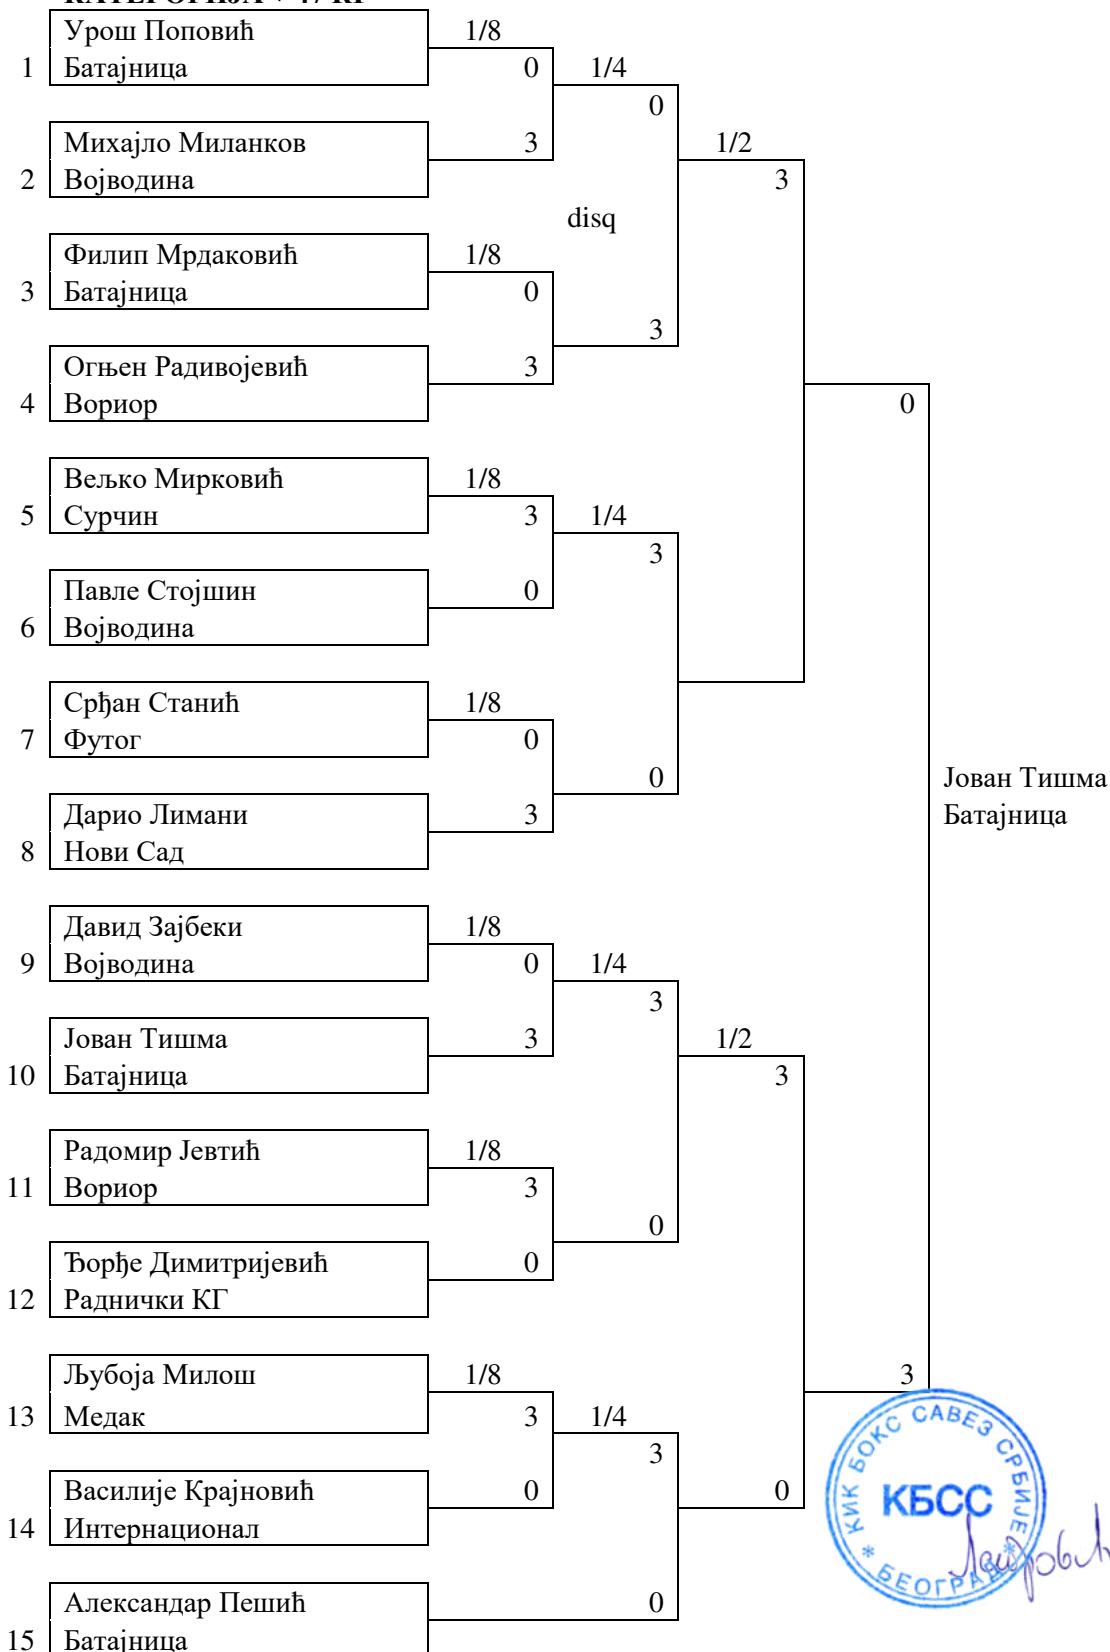 Урош Поповић
1/8
1
Батајница
0
1/4
0
Михајло Миланков
3
1/2
2
Војводина
3
disq
Филип Мрдаковић
1/8
3
Батајница
0
3
Огњен Радивојевић
3
4
Вориор
0
Вељко Мирковић
1/8
5
Сурчин
3
1/4
3
Павле Стојшин
0
6
Војводина
Срђан Станић
1/8
7
Футог
0
0
Јован Тишма
Дарио Лимани
3
Батајница
8
Нови Сад
Давид Зајбеки
1/8
9
Војводина
0
1/4
3
Јован Тишма
3
1/2
10
Батајница
3
Радомир Јевтић
1/8
11
Вориор
3
0
Ђорђе Димитријевић
0
12
Раднички КГ
Љубоја Милош
1/8
3
13
Медак
3
1/4
3
Василије Крајновић
0
0
14
Интернационал
Александар Пешић
0
15
Батајница
КИК БОКС САВЕЗ СРБИЈЕ
КБСС
* БЕОГРАД *